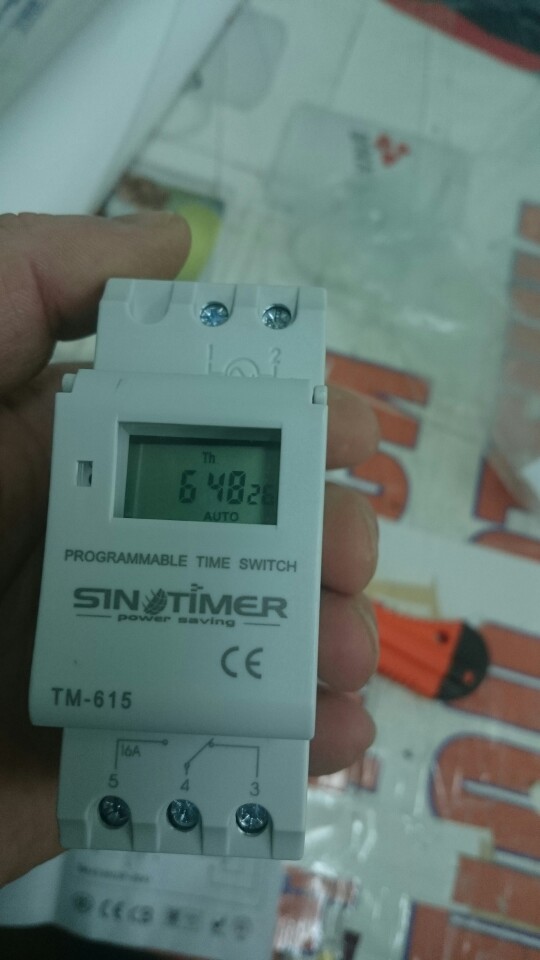 1 2
Th
6 48 26
AUTO
PROGRAMMABLE TIME SWITCH
SINOTIMER
power saving
CE
TM-615
16A
5 4 3
CE